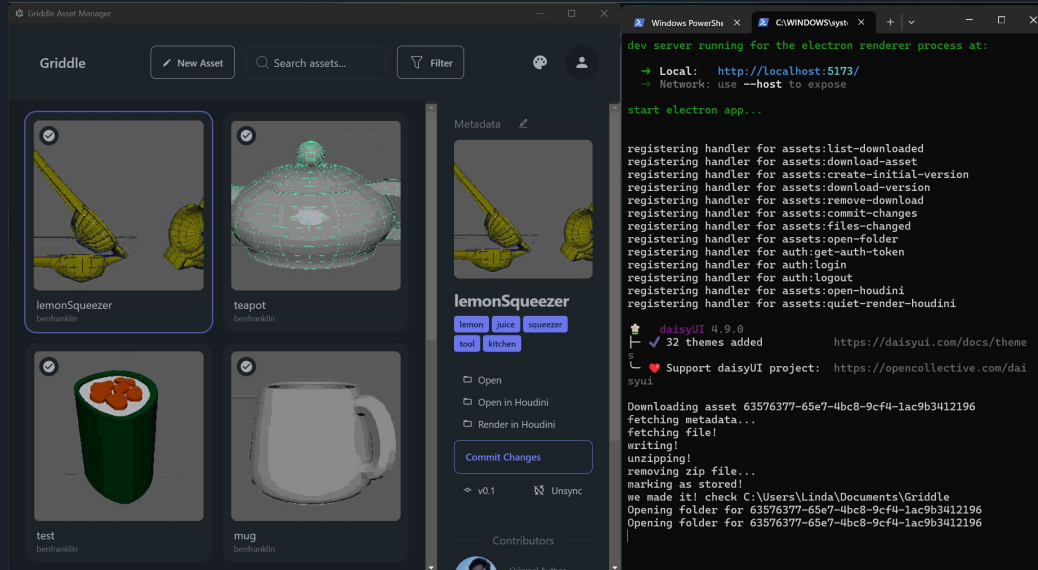 Griddle Asset Manager
Griddle
New Asset
Search assets...
Filter
lemonSqueezer
benfranklin
teapot
benfranklin
test
benfranklin
mug
benfranklin
Metadata
lemonSqueezer
lemon juice squeezer
tool kitchen
Open
Open in Houdini
Render in Houdini
Commit Changes
v0.1 Unsync
Contributors
Original Author
Windows PowerShe
C:\WINDOWS\syst
dev server running for the electron renderer process at:
➜ Local: http://localhost:5173/
➜ Network: use --host to expose
start electron app...
registering handler for assets:list-downloaded
registering handler for assets:download-asset
registering handler for assets:create-initial-version
registering handler for assets:download-version
registering handler for assets:remove-download
registering handler for assets:commit-changes
registering handler for assets:files-changed
registering handler for assets:open-folder
registering handler for auth:get-auth-token
registering handler for auth:login
registering handler for auth:logout
registering handler for assets:open-houdini
registering handler for assets:quiet-render-houdini
daisyUI 4.9.0
├─ ✔︎ 32 themes added https://daisyui.com/docs/theme
s
╰─ ❤︎ Support daisyUI project: https://opencollective.com/dai
syui
Downloading asset 63576377-65e7-4bc8-9cf4-1ac9b3412196
fetching metadata...
fetching file!
writing!
unzipping!
removing zip file...
marking as stored!
we made it! check C:\Users\Linda\Documents\Griddle
Opening folder for 63576377-65e7-4bc8-9cf4-1ac9b3412196
Opening folder for 63576377-65e7-4bc8-9cf4-1ac9b3412196